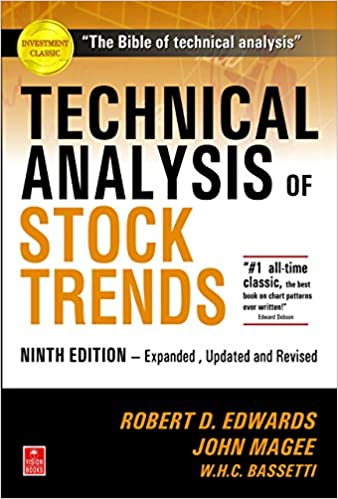 INVESTMENT
CLASSIC
"The Bible of technical analysis"
TECHNICAL
ANALYSIS OF
STOCK
TRENDS
"#1 all-time
classic, the best
book on chart patterns
ever written!"
Edward Dobson
NINTH EDITION – Expanded , Updated and Revised
ROBERT D. EDWARDS
JOHN MAGEE
W.H.C. BASSETTI
VISION
BOOKS